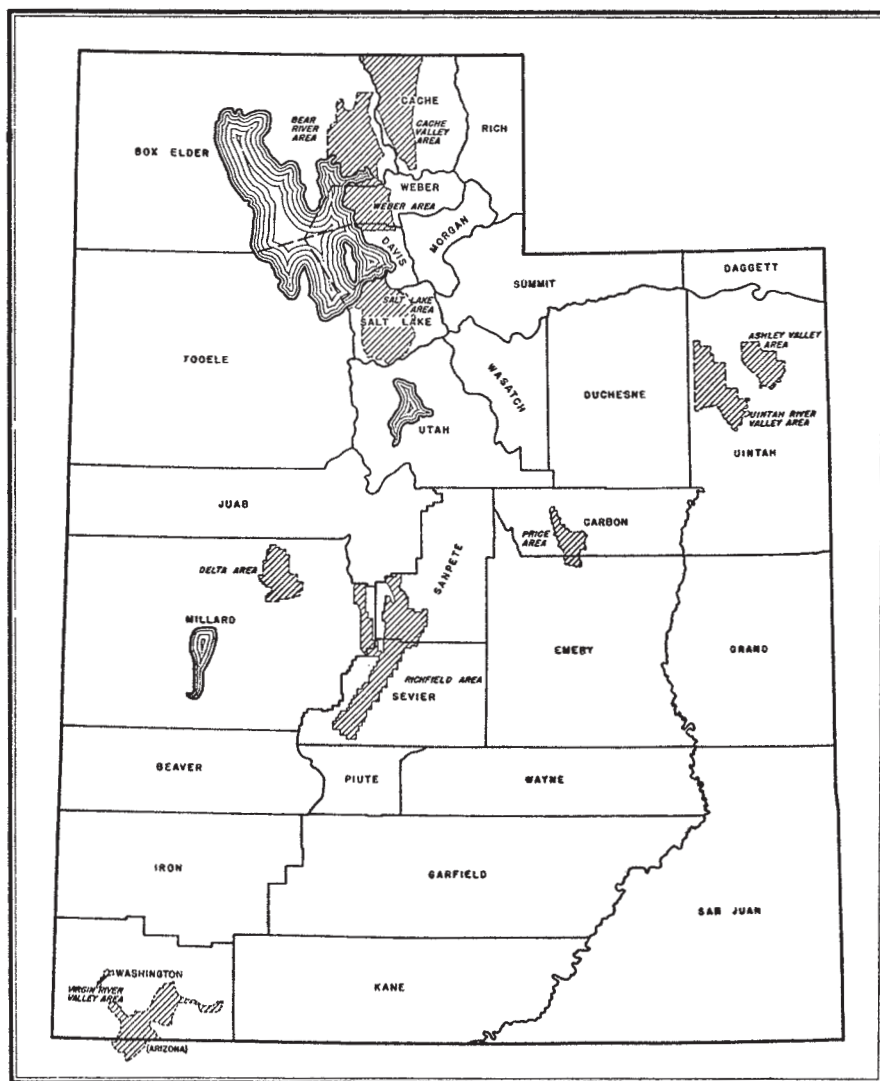 CACHE
BEAR
RIVER
AREA
CACHE
VALLEY
AREA
RICH
BOX ELDER
WEBER
WEBER AREA
MORGAN
DAVIS
DAGGETT
SUMMIT
SALT LAKE
AREA
SALT LAKE
ASHLEY VALLEY
AREA
TOOELE
WASATCH
DUCHESNE
UINTAH RIVER
VALLEY AREA
UTAH
UINTAH
JUAB
CARBON
PRICE
AREA
SANPETE
DELTA AREA
MILLARD
EMEBY
GRAND
RICHFIELD AREA
SEVIER
BEAVER
PIUTE
WAYNE
IRON
GARFIELD
SAN JUAN
WASHINGTON
VIRGIN RIVER
VALLEY AREA
KANE
(ARIZONA)